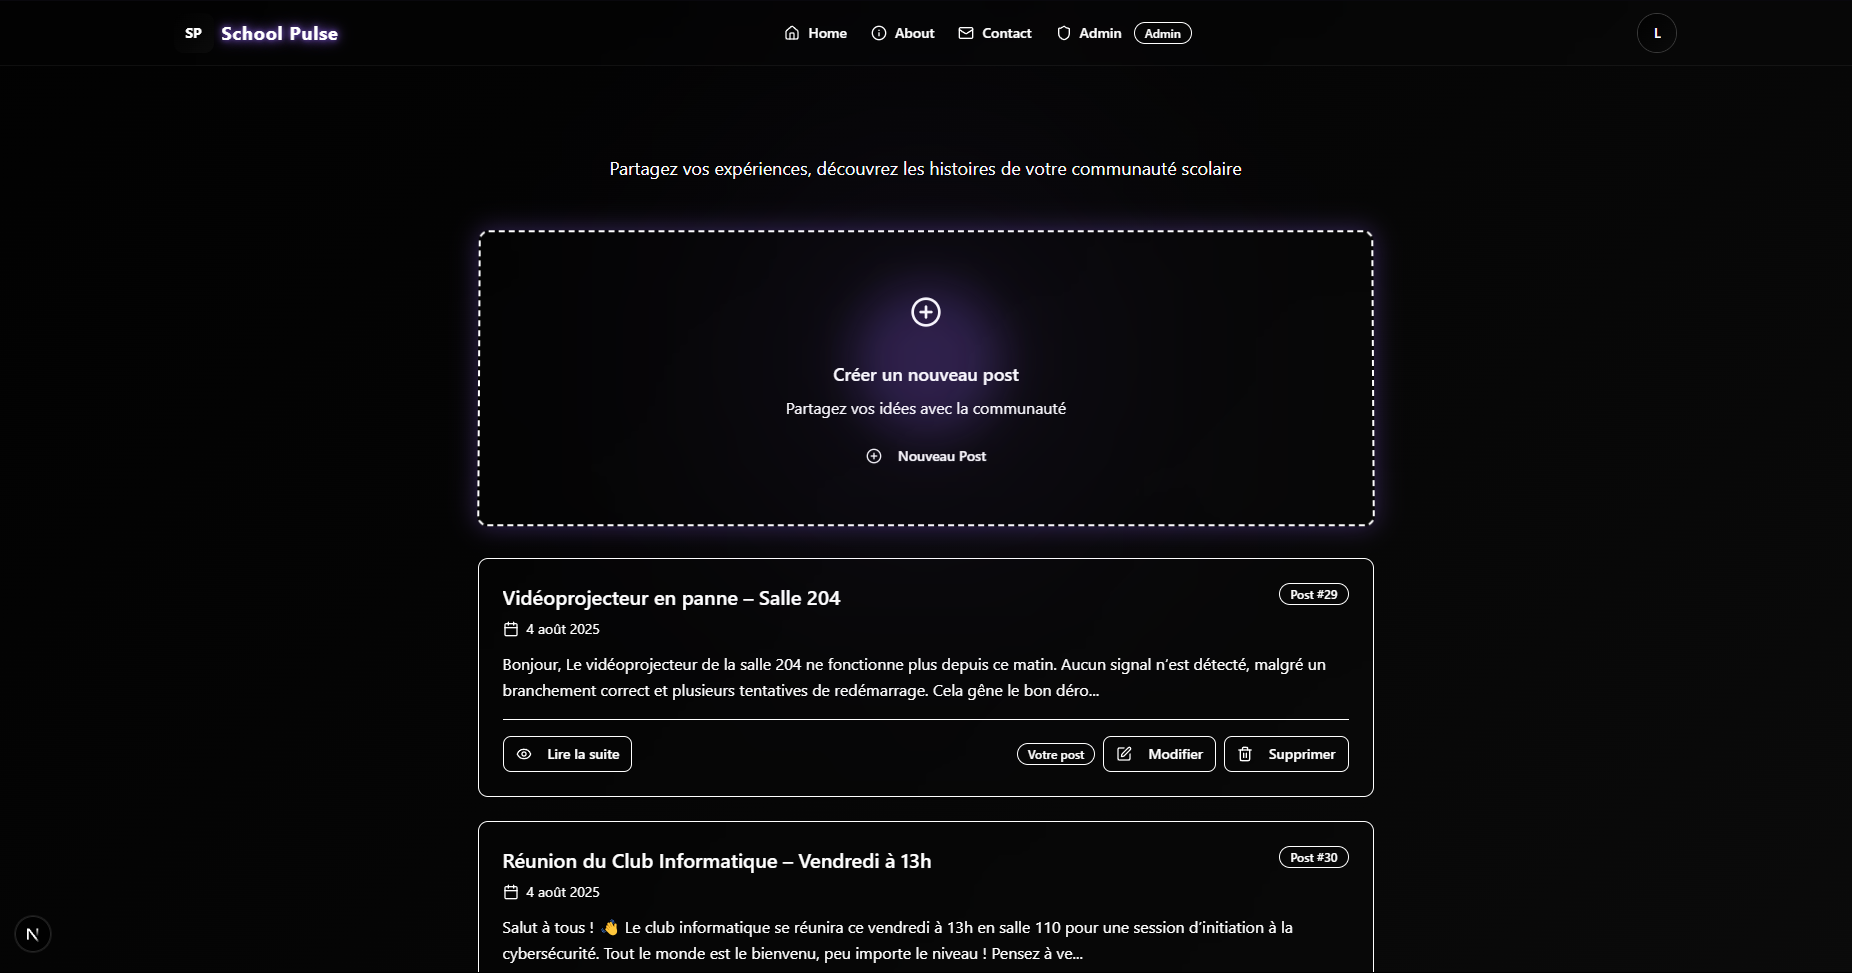 SP School Pulse Home About Contact Admin Admin L
Partagez vos expériences, découvrez les histoires de votre communauté scolaire
Créer un nouveau post
Partagez vos idées avec la communauté
Nouveau Post
Vidéoprojecteur en panne – Salle 204 Post #29
4 août 2025
Bonjour, Le vidéoprojecteur de la salle 204 ne fonctionne plus depuis ce matin. Aucun signal n’est détecté, malgré un
branchement correct et plusieurs tentatives de redémarrage. Cela gêne le bon déro...
Lire la suite Votre post Modifier Supprimer
Réunion du Club Informatique – Vendredi à 13h Post #30
4 août 2025
Salut à tous ! 👋 Le club informatique se réunira ce vendredi à 13h en salle 110 pour une session d’initiation à la
cybersécurité. Tout le monde est le bienvenu, peu importe le niveau ! Pensez à ve...
N